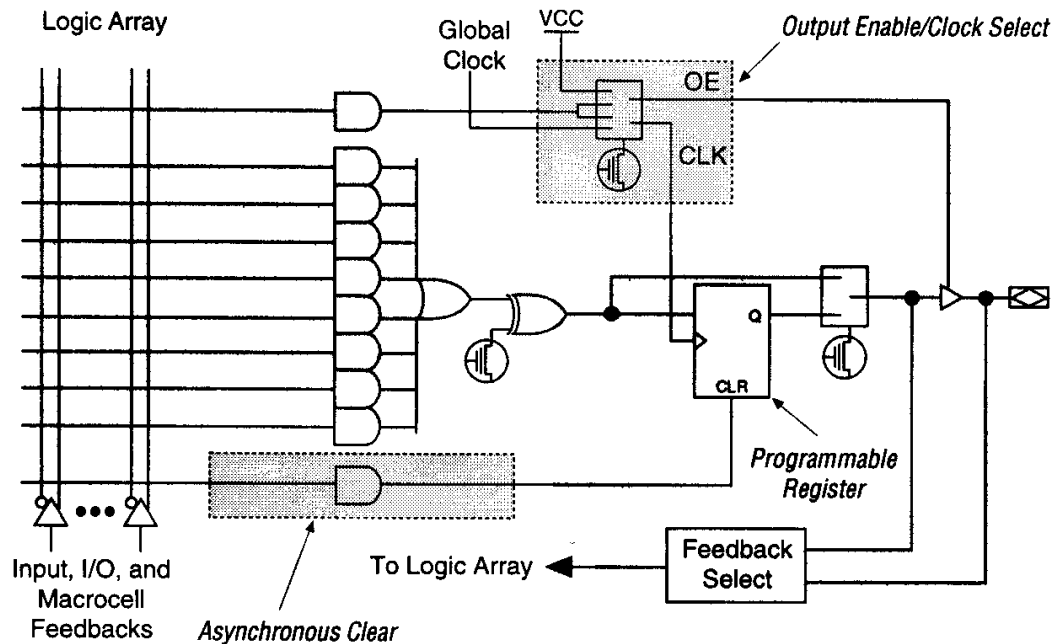 Logic Array
Global
Clock
VCC
Output Enable/Clock Select
OE
CLK
Q
CLR
Programmable
Register
Input, I/O, and
Macrocell
Feedbacks
Asynchronous Clear
To Logic Array
Feedback
Select